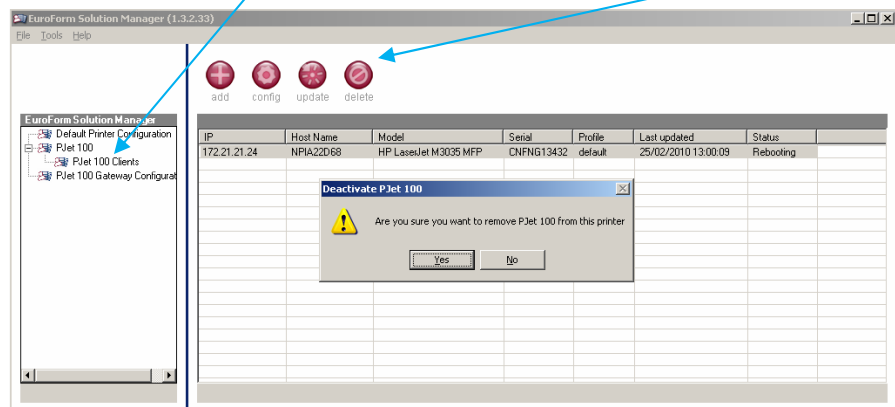 EuroForm Solution Manager (1.3.2.33)
File Tools Help
add config update delete
EuroForm Solution Manager
Default Printer Configuration
PJet 100
PJet 100 Clients
PJet 100 Gateway Configurat
IP Host Name Model Serial Profile Last updated Status
172.21.21.24 NPIA22D68 HP LaserJet M3035 MFP CNFNG13432 default 25/02/2010 13:00:09 Rebooting
Deactivate PJet 100
Are you sure you want to remove PJet 100 from this printer
Yes No